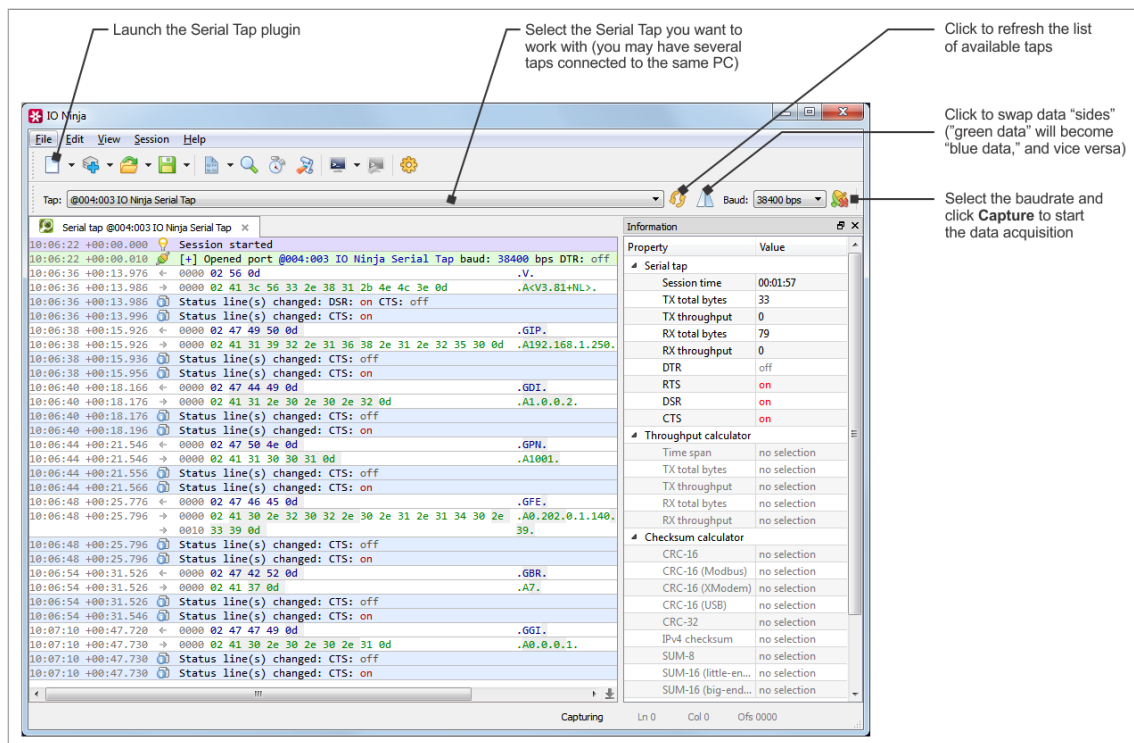 Launch the Serial Tap plugin
Select the Serial Tap you want to
work with (you may have several
taps connected to the same PC)
Click to refresh the list
of available taps
Click to swap data “sides”
(”green data” will become
“blue data,” and vice versa)
Select the baudrate and
click Capture to start
the data acquisition
IO Ninja
File Edit View Session Help
Tap: @004:003 IO Ninja Serial Tap Baud: 38400 bps
Serial tap @004:003 IO Ninja Serial Tap
10:06:22 +00:00.000 Session started
10:06:22 +00:00.010 [+] Opened port @004:003 IO Ninja Serial Tap baud: 38400 bps DTR: off
10:06:36 +00:13.976 ← 0000 02 56 0d .V.
10:06:36 +00:13.986 → 0000 02 41 3c 56 33 2e 38 31 2b 4e 4c 3e 0d .A<V3.81+NL>.
10:06:36 +00:13.986 Status line(s) changed: DSR: on CTS: off
10:06:36 +00:13.996 Status line(s) changed: CTS: on
10:06:38 +00:15.926 ← 0000 02 47 49 50 0d .GIP.
10:06:38 +00:15.926 → 0000 02 41 31 39 32 2e 31 36 38 2e 31 2e 32 35 30 0d .A192.168.1.250.
10:06:38 +00:15.936 Status line(s) changed: CTS: off
10:06:38 +00:15.956 Status line(s) changed: CTS: on
10:06:40 +00:18.166 ← 0000 02 47 44 49 0d .GDI.
10:06:40 +00:18.176 → 0000 02 41 31 2e 30 2e 30 2e 32 0d .A1.0.0.2.
10:06:40 +00:18.176 Status line(s) changed: CTS: off
10:06:40 +00:18.196 Status line(s) changed: CTS: on
10:06:44 +00:21.546 ← 0000 02 47 50 4e 0d .GPN.
10:06:44 +00:21.546 → 0000 02 41 31 30 30 31 0d .A1001.
10:06:44 +00:21.556 Status line(s) changed: CTS: off
10:06:44 +00:21.566 Status line(s) changed: CTS: on
10:06:48 +00:25.776 ← 0000 02 47 46 45 0d .GFE.
10:06:48 +00:25.796 → 0000 02 41 30 2e 32 30 32 2e 30 2e 31 2e 31 34 30 2e .A0.202.0.1.140.
→ 0010 33 39 0d 39.
10:06:48 +00:25.796 Status line(s) changed: CTS: off
10:06:48 +00:25.796 Status line(s) changed: CTS: on
10:06:54 +00:31.526 ← 0000 02 47 42 52 0d .GBR.
10:06:54 +00:31.526 → 0000 02 41 37 0d .A7.
10:06:54 +00:31.526 Status line(s) changed: CTS: off
10:06:54 +00:31.546 Status line(s) changed: CTS: on
10:07:10 +00:47.720 ← 0000 02 47 47 49 0d .GGI.
10:07:10 +00:47.730 → 0000 02 41 30 2e 30 2e 30 2e 31 0d .A0.0.0.1.
10:07:10 +00:47.730 Status line(s) changed: CTS: off
10:07:10 +00:47.730 Status line(s) changed: CTS: on
Information
Property Value
Serial tap
Session time 00:01:57
TX total bytes 33
TX throughput 0
RX total bytes 79
RX throughput 0
DTR off
RTS on
DSR on
CTS on
Throughput calculator
Time span no selection
TX total bytes no selection
TX throughput no selection
RX total bytes no selection
RX throughput no selection
Checksum calculator
CRC-16 no selection
CRC-16 (Modbus) no selection
CRC-16 (XModem) no selection
CRC-16 (USB) no selection
CRC-32 no selection
IPv4 checksum no selection
SUM-8 no selection
SUM-16 (little-en... no selection
SUM-16 (big-end... no selection
Capturing Ln 0 Col 0 Ofs 0000